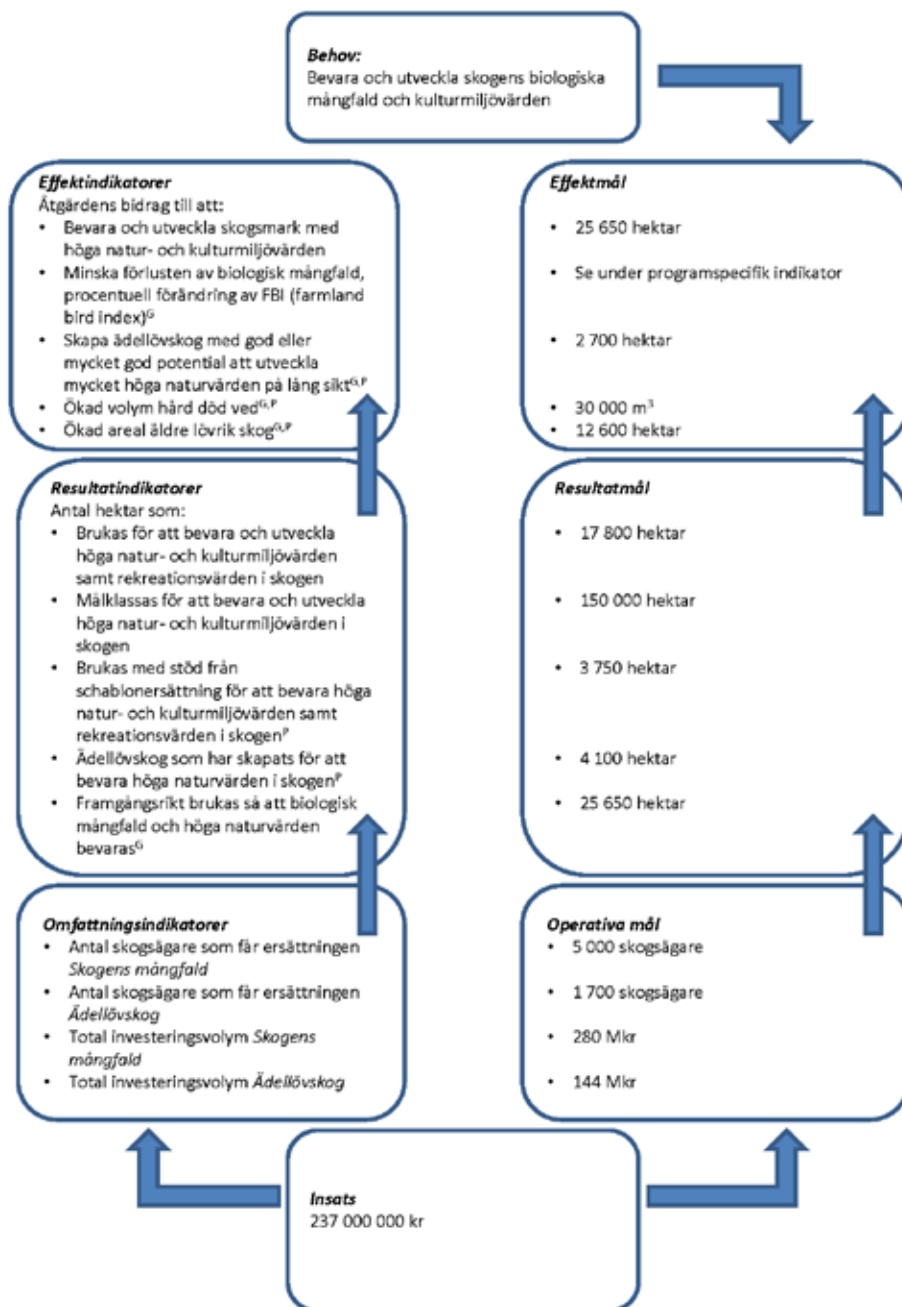 Behov:
Bevara och utveckla skogens biologiska
mångfald och kulturmiljövärden
Effektindikatorer
Åtgärdens bidrag till att:
• Bevara och utveckla skogsmark med
höga natur- och kulturmiljövärden
• Minska förlusten av biologisk mångfald,
procentuell förändring av FBI (farmland
bird index)ᴳ
• Skapa ädellövskog med god eller
mycket god potential att utveckla
mycket höga naturvärden på lång siktᴳ,ᴾ
• Ökad volym hård död vedᴳ,ᴾ
• Ökad areal äldre lövrik skogᴳ,ᴾ
Effektmål
• 25 650 hektar
• Se under programspecifik indikator
• 2 700 hektar
• 30 000 m³
• 12 600 hektar
Resultatindikatorer
Antal hektar som:
• Brukas för att bevara och utveckla
höga natur- och kulturmiljövärden
samt rekreationsvärden i skogen
• Målklassas för att bevara och utveckla
höga natur- och kulturmiljövärden i
skogen
• Brukas med stöd från
schablonersättning för att bevara höga
natur- och kulturmiljövärden samt
rekreationsvärden i skogenᴾ
• Ädellövskog som har skapats för att
bevara höga naturvärden i skogenᴾ
• Framgångsrikt brukas så att biologisk
mångfald och höga naturvärden
bevarasᴳ
Resultatmål
• 17 800 hektar
• 150 000 hektar
• 3 750 hektar
• 4 100 hektar
• 25 650 hektar
Omfattningsindikatorer
• Antal skogsägare som får ersättningen
Skogens mångfald
• Antal skogsägare som får ersättningen
Ädellövskog
• Total investeringsvolym Skogens
mångfald
• Total investeringsvolym Ädellövskog
Operativa mål
• 5 000 skogsägare
• 1 700 skogsägare
• 280 Mkr
• 144 Mkr
Insats
237 000 000 kr